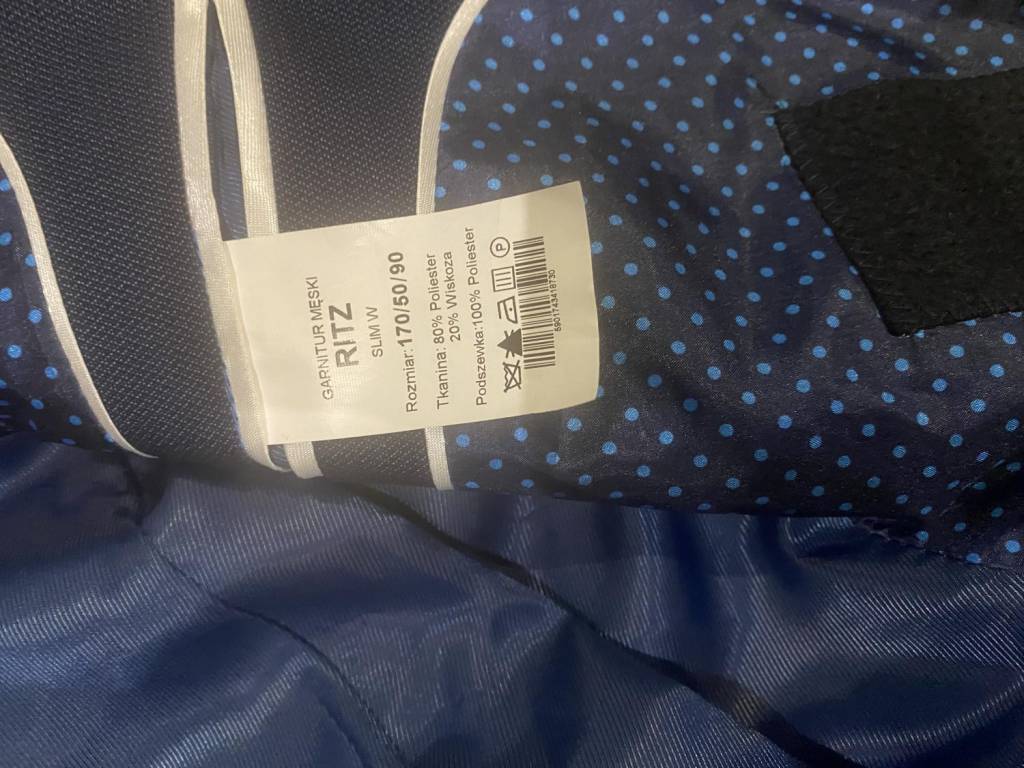 GARNITUR MĘSKI
RITZ
SLIM W
Rozmiar: 170/50/90
Tkanina: 80% Poliester
20% Wiskoza
Podszewka:100% Poliester
P
5901743418730